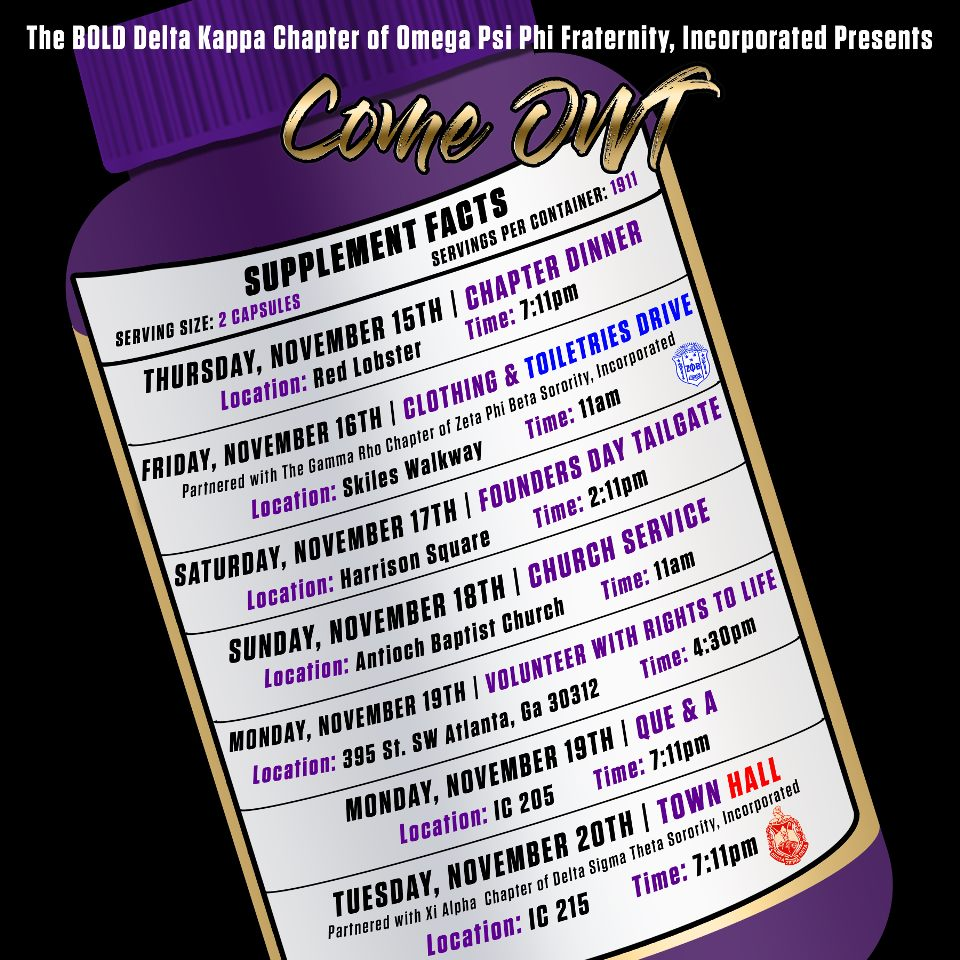 The BOLD Delta Kappa Chapter of Omega Psi Phi Fraternity, Incorporated Presents
Come OWT
SUPPLEMENT FACTS
SERVING SIZE: 2 CAPSULES
SERVINGS PER CONTAINER: 1911
THURSDAY, NOVEMBER 15TH | CHAPTER DINNER
Location: Red Lobster Time: 7:11pm
FRIDAY, NOVEMBER 16TH | CLOTHING & TOILETRIES DRIVE
Partnered with The Gamma Rho Chapter of Zeta Phi Beta Sorority, Incorporated
Location: Skiles Walkway Time: 11am
SATURDAY, NOVEMBER 17TH | FOUNDERS DAY TAILGATE
Location: Harrison Square Time: 2:11pm
SUNDAY, NOVEMBER 18TH | CHURCH SERVICE
Location: Antioch Baptist Church Time: 11am
MONDAY, NOVEMBER 19TH | VOLUNTEER WITH RIGHTS TO LIFE
Location: 395 St. SW Atlanta, Ga 30312 Time: 4:30pm
MONDAY, NOVEMBER 19TH | QUE & A
Location: IC 205 Time: 7:11pm
TUESDAY, NOVEMBER 20TH | TOWN HALL
Partnered with Xi Alpha Chapter of Delta Sigma Theta Sorority, Incorporated
Location: IC 215 Time: 7:11pm